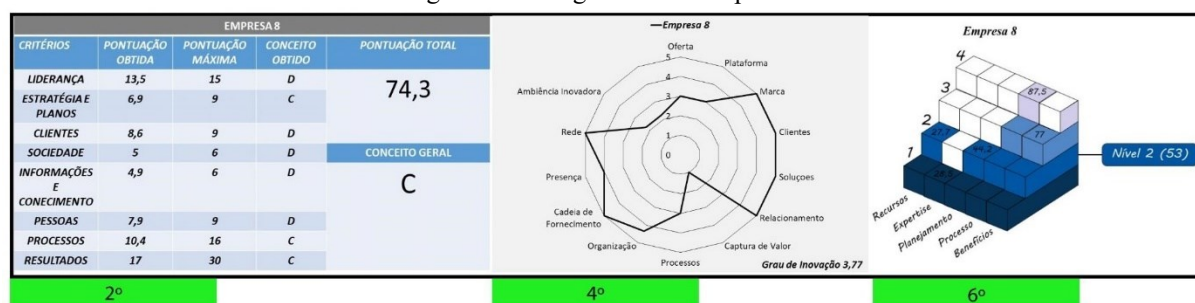 EMPRESA 8
CRITÉRIOS PONTUAÇÃO OBTIDA PONTUAÇÃO MÁXIMA CONCEITO OBTIDO PONTUAÇÃO TOTAL
LIDERANÇA 13,5 15 D
ESTRATÉGIA E PLANOS 6,9 9 C
CLIENTES 8,6 9 D
SOCIEDADE 5 6 D
INFORMAÇÕES E CONECIMENTO 4,9 6 D
PESSOAS 7,9 9 D
PROCESSOS 10,4 16 C
RESULTADOS 17 30 C
74,3
CONCEITO GERAL
C
2º
Empresa 8
Oferta
Plataforma
Marca
Clientes
Soluçoes
Relacionamento
Captura de Valor
Processos
Organização
Cadeia de Fornecimento
Presença
Rede
Ambiência Inovadora
5
4
3
2
1
0
Grau de Inovação 3,77
4º
Empresa 8
4
3
2
1
87,5
77
27,7
44,2
28,5
Nível 2 (53)
Recursos
Expertise
Planejamento
Processo
Benefícios
6º